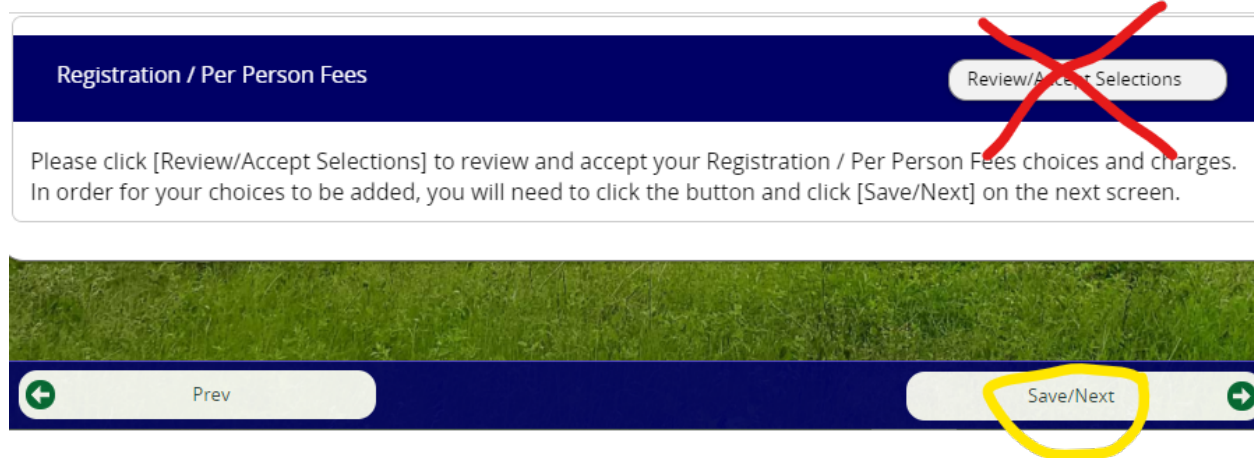 Registration / Per Person Fees
Review/Accept Selections
Please click [Review/Accept Selections] to review and accept your Registration / Per Person Fees choices and charges.
In order for your choices to be added, you will need to click the button and click [Save/Next] on the next screen.
Prev
Save/Next